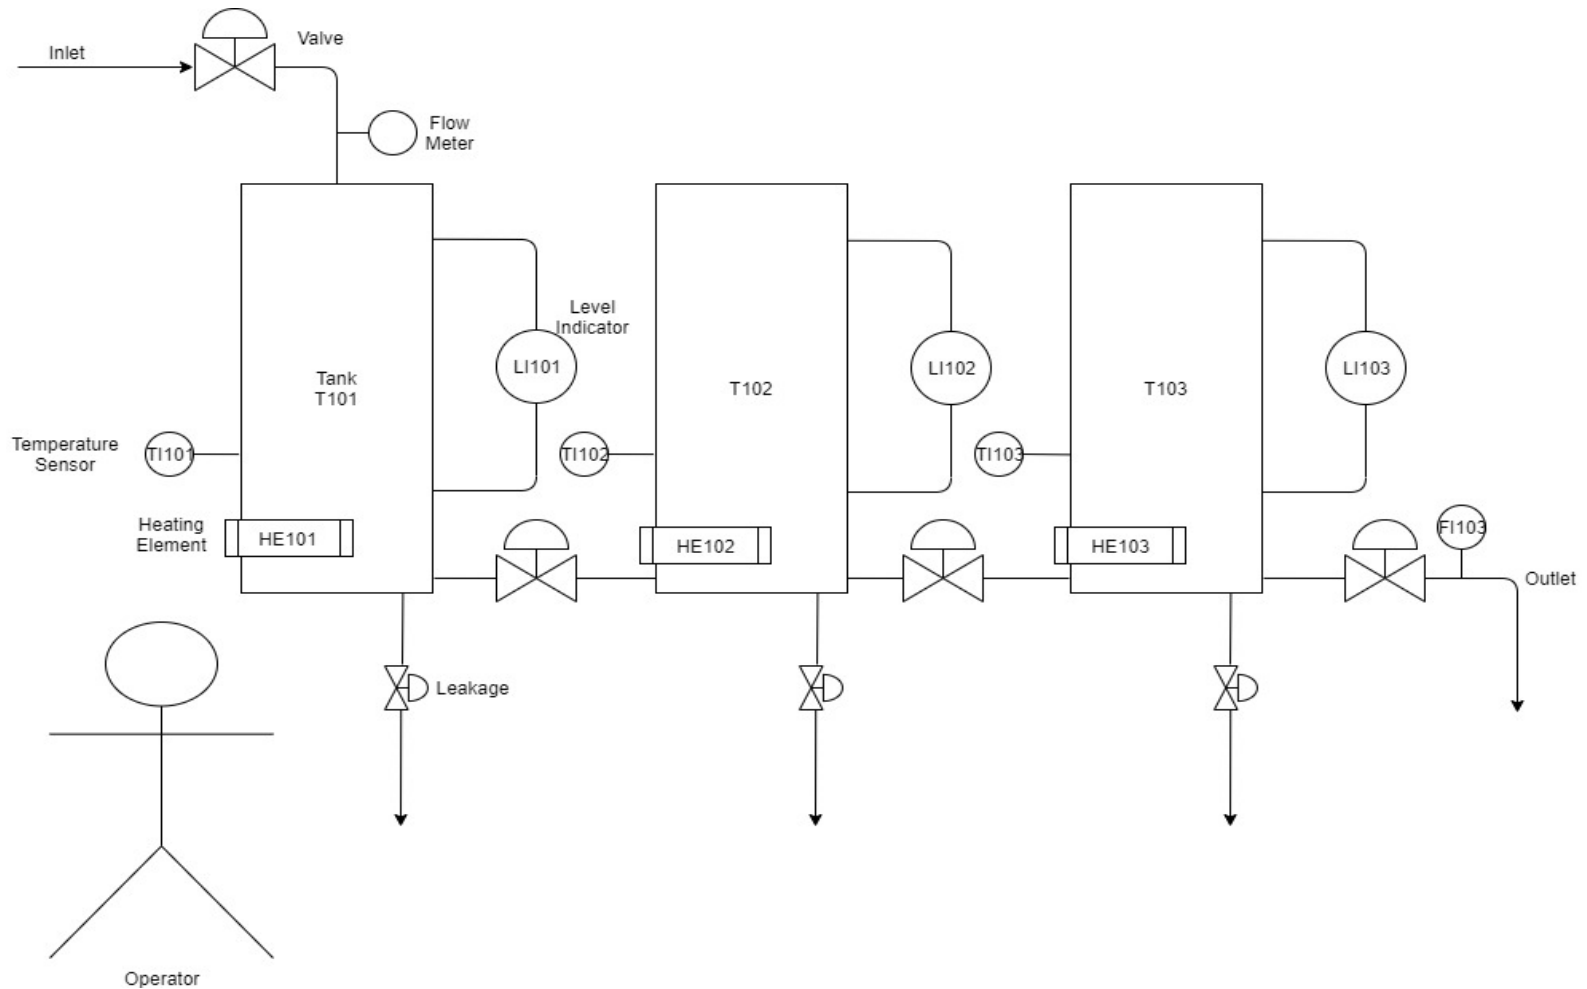 Inlet
Valve
Flow
Meter
Level
Indicator
LI101
LI102
LI103
Tank
T101
T102
T103
Temperature
Sensor
TI101
TI102
TI103
Heating
Element
HE101
HE102
HE103
FI103
Outlet
Leakage
Operator